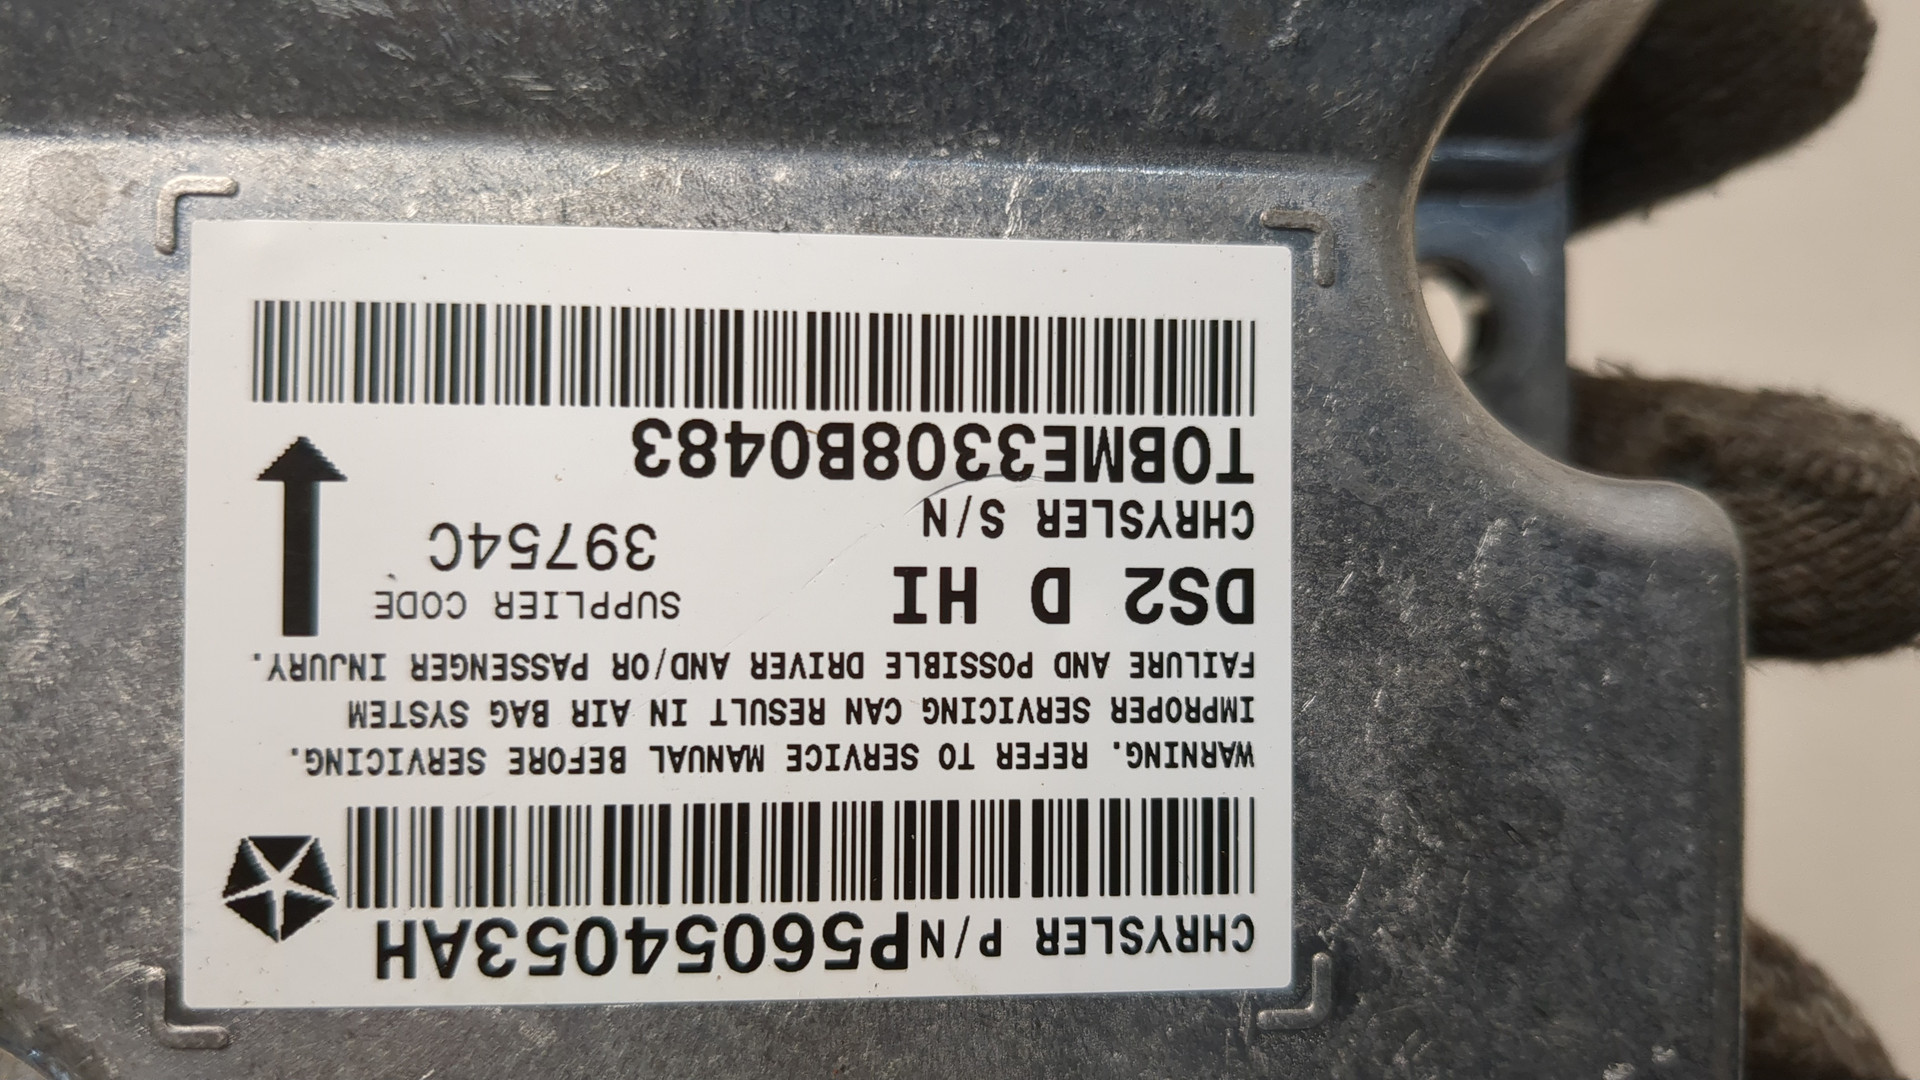 CHRYSLER P/N P56054053AH
WARNING. REFER TO SERVICE MANUAL BEFORE SERVICING.
IMPROPER SERVICING CAN RESULT IN AIR BAG SYSTEM
FAILURE AND POSSIBLE DRIVER AND/OR PASSENGER INJURY.
DS2 D HI
SUPPLIER CODE
39754C
CHRYSLER S/N
T0BME3308B0483